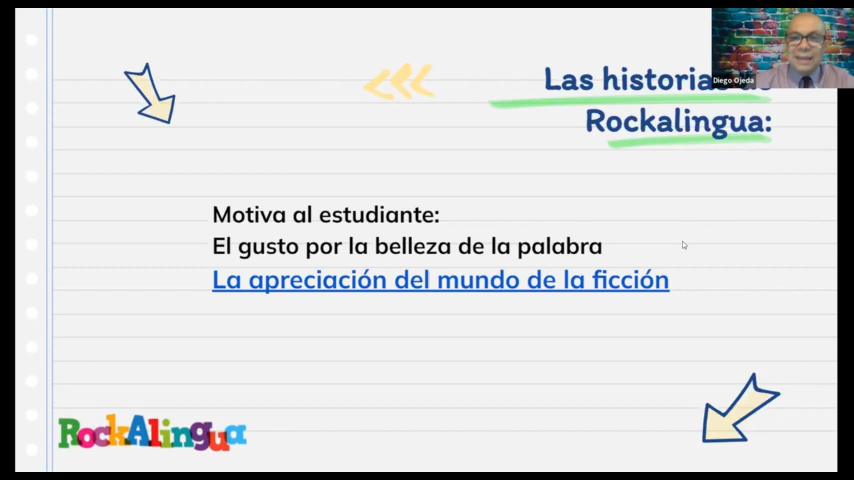 Las historias
Rockalingua:
Diego Ojeda
Motiva al estudiante:
El gusto por la belleza de la palabra
La apreciación del mundo de la ficción
RockALingua